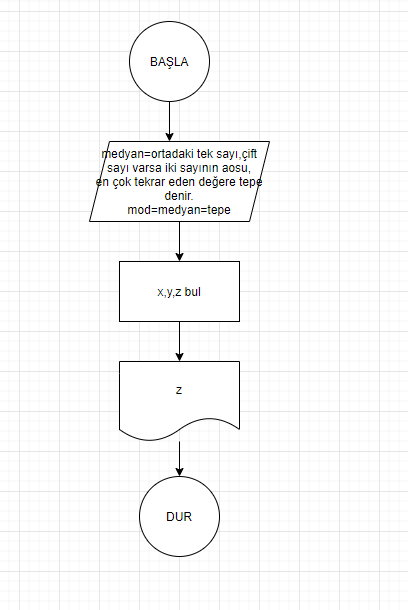 BAŞLA
medyan=ortadaki tek sayı,çift
sayı varsa iki sayının aosu,
en çok tekrar eden değere tepe
denir.
mod=medyan=tepe
x,y,z bul
z
DUR